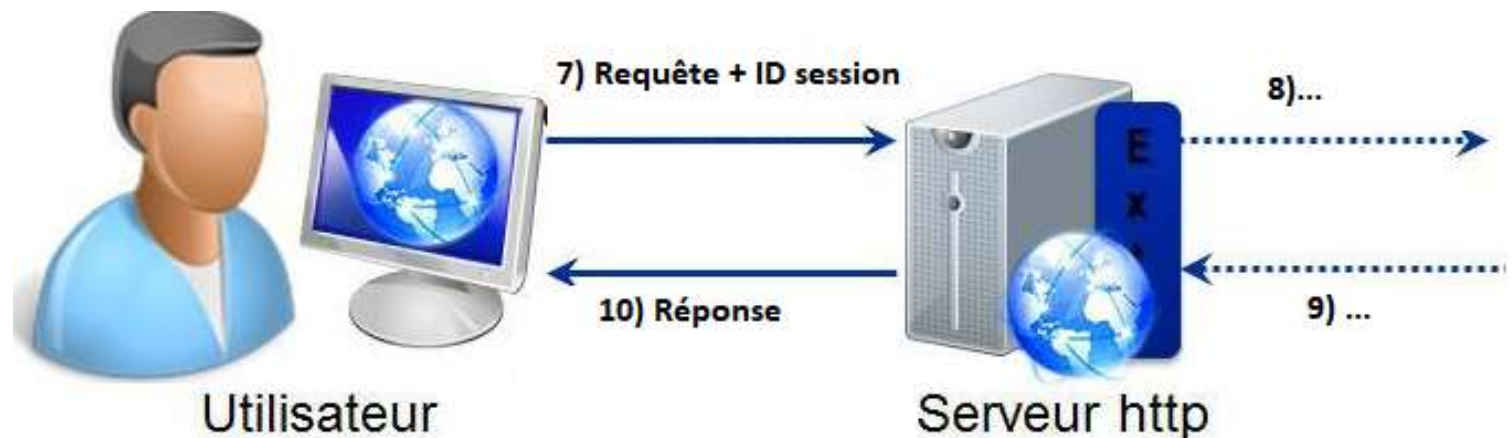 7) Requête + ID session
8)...
E
x
10) Réponse
9) ...
Utilisateur
Serveur http